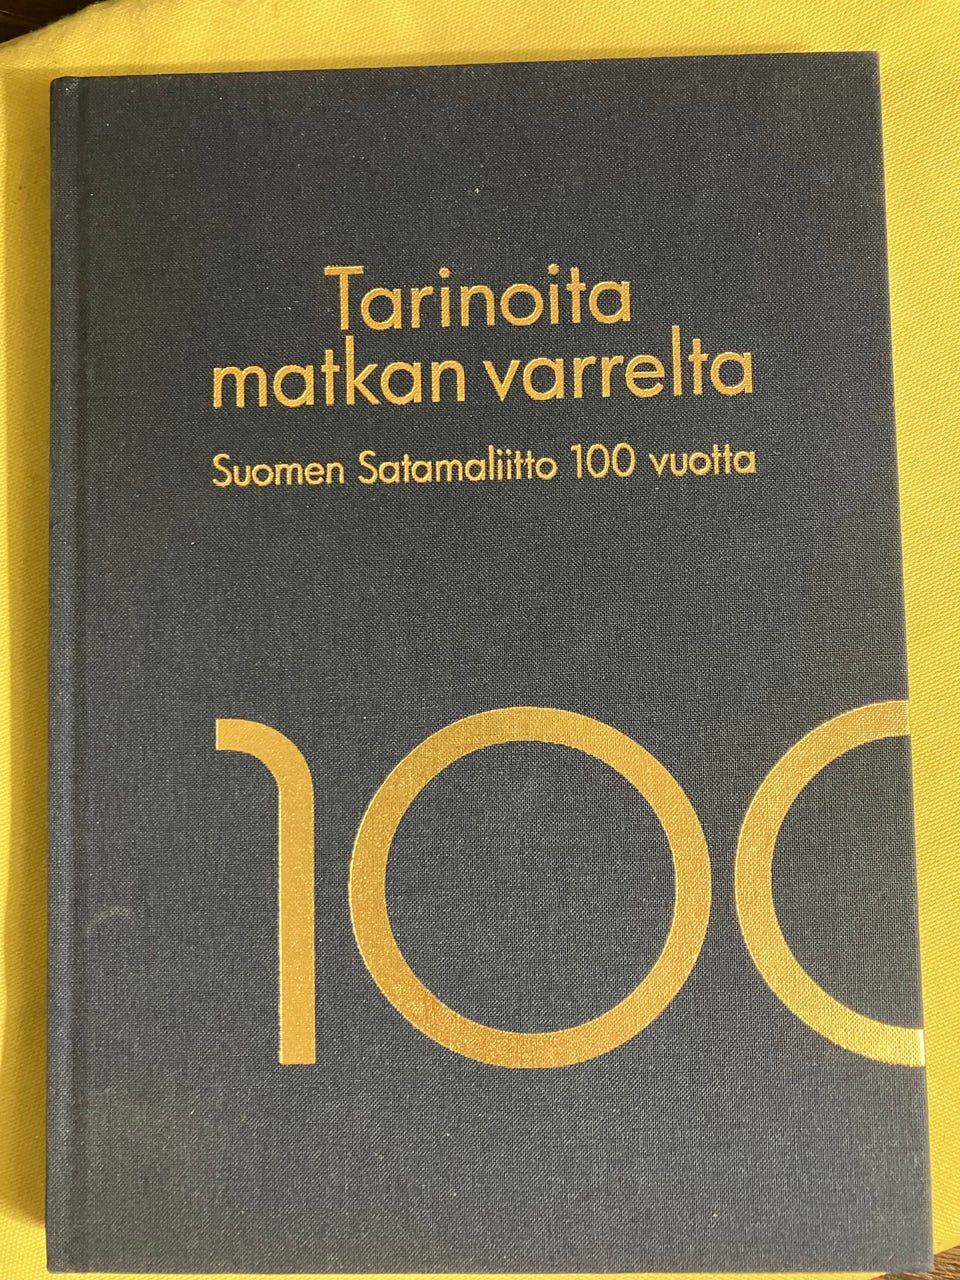 Tarinoita
matkan varrelta
Suomen Satamaliitto 100 vuotta
100